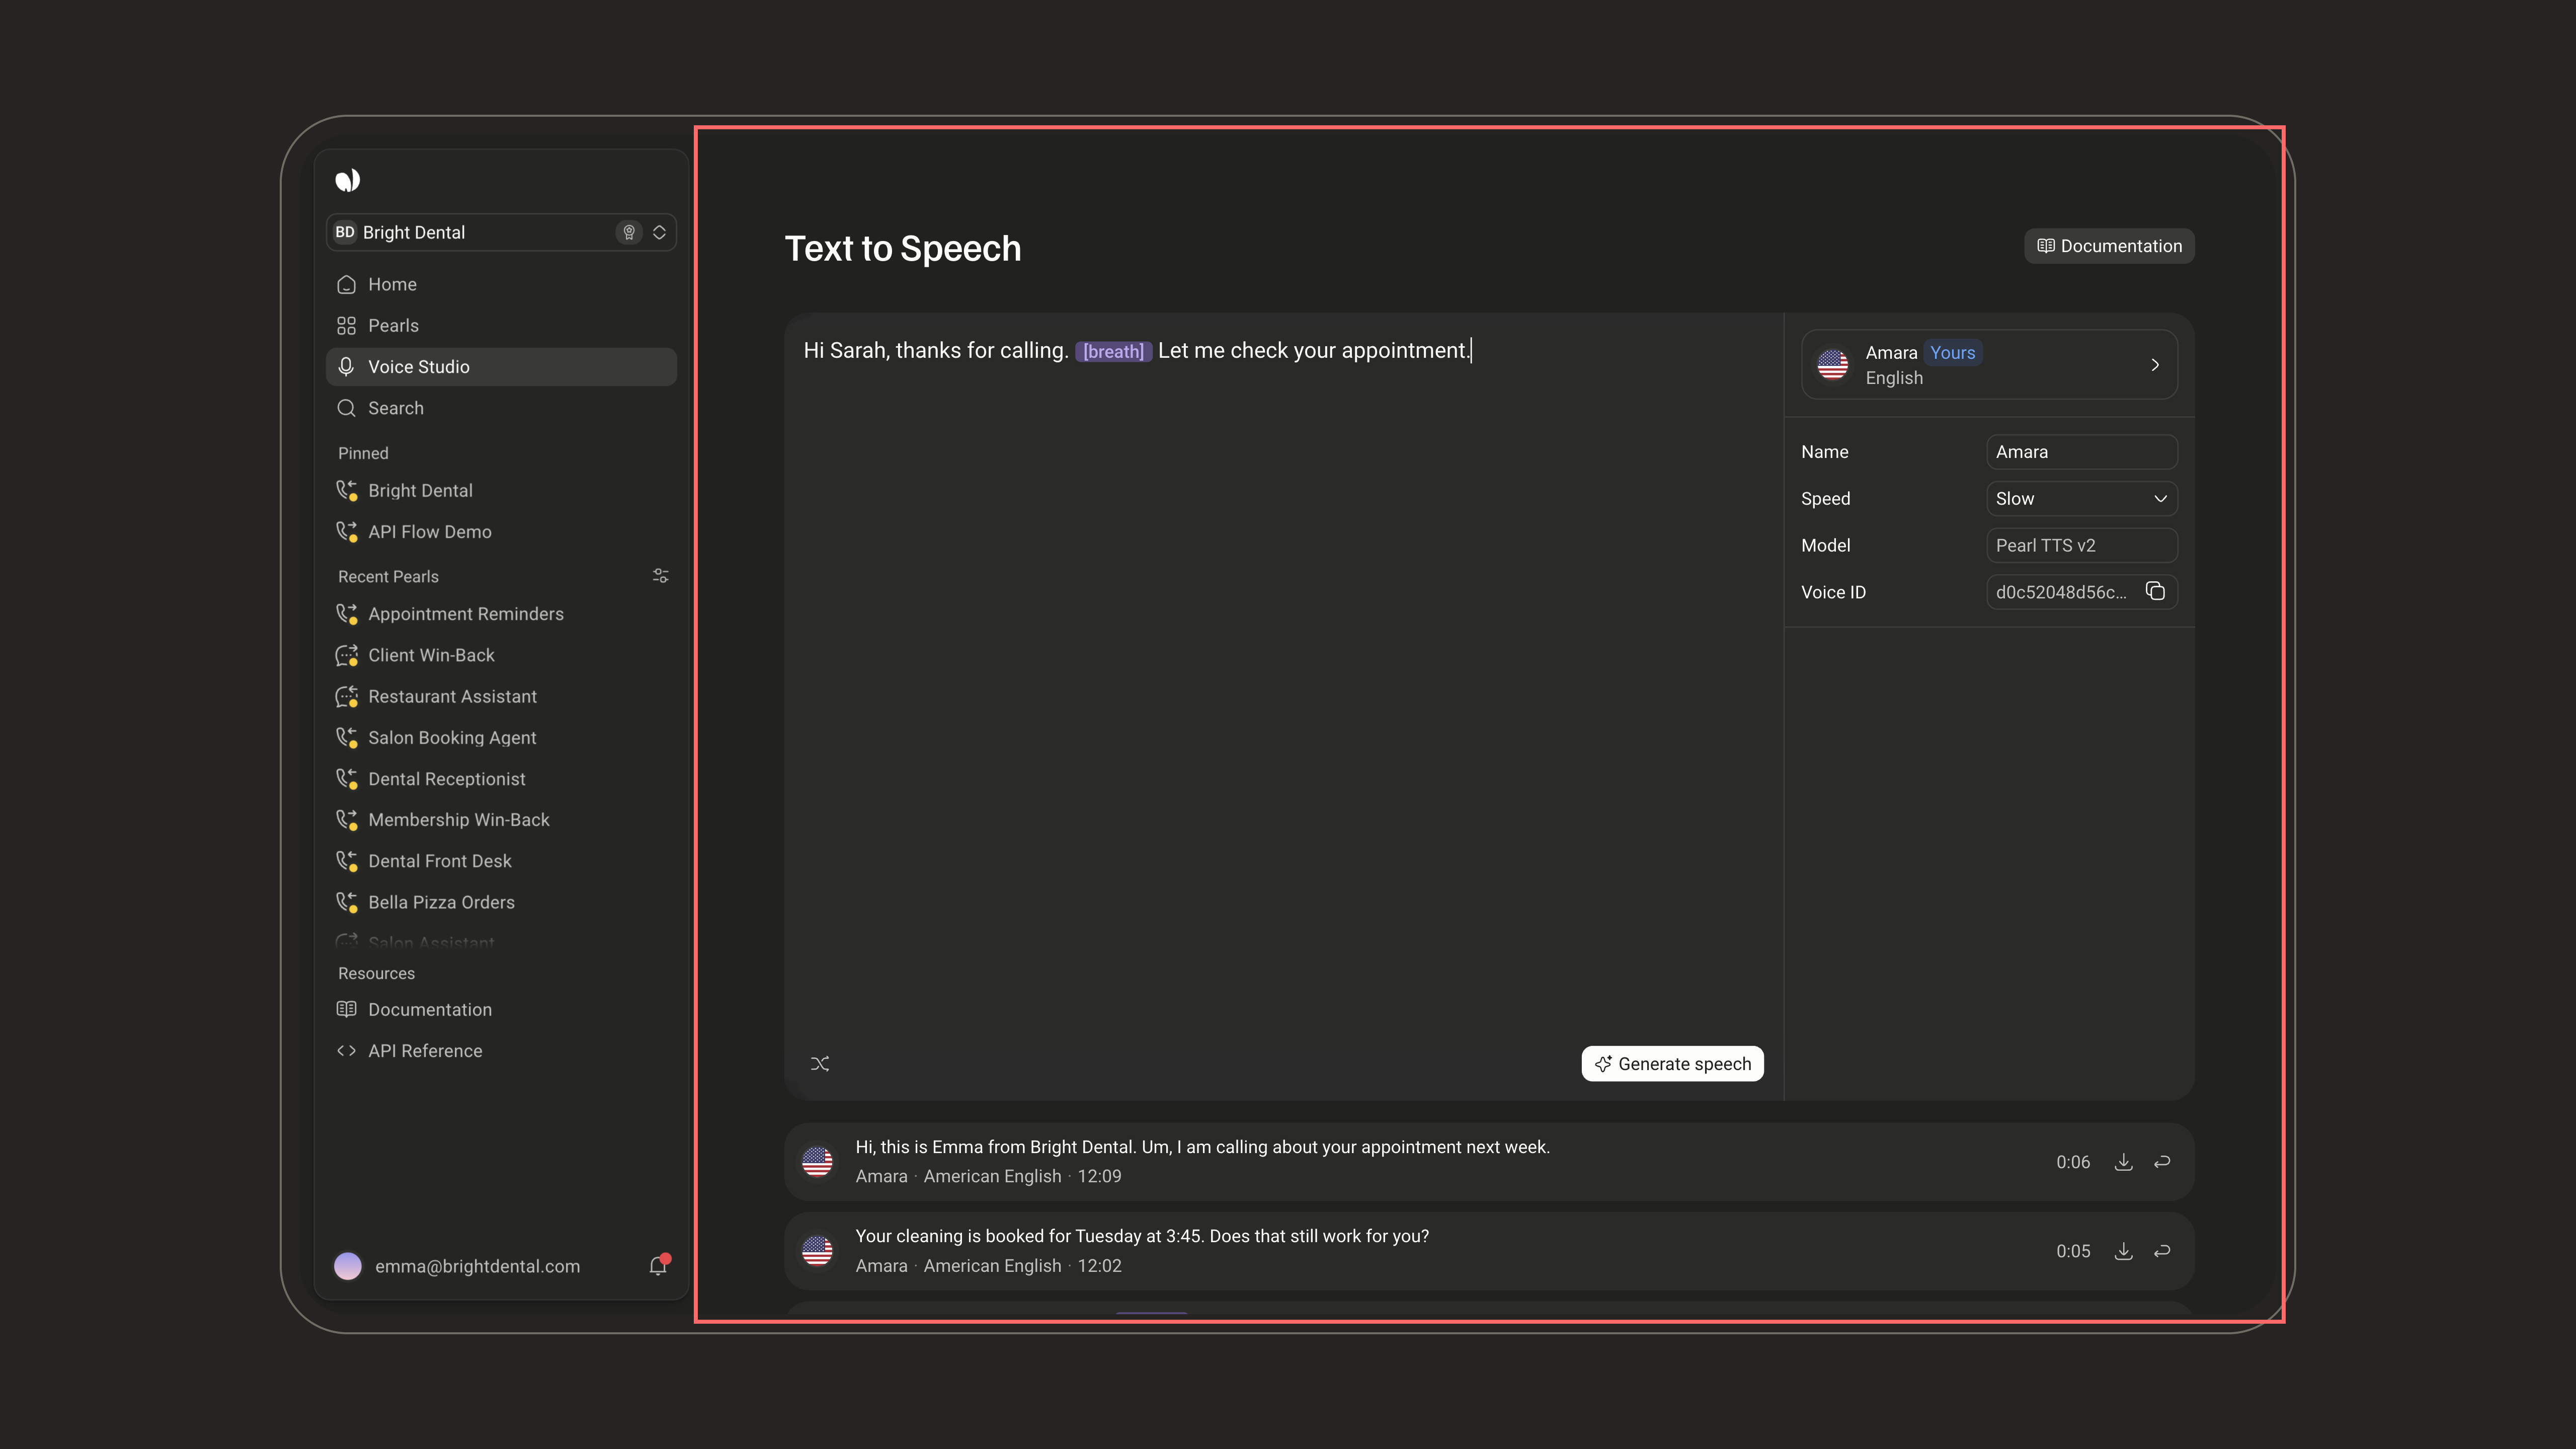 BD Bright Dental
Home
Pearls
Voice Studio
Search
Pinned
Bright Dental
API Flow Demo
Recent Pearls
Appointment Reminders
Client Win-Back
Restaurant Assistant
Salon Booking Agent
Dental Receptionist
Membership Win-Back
Dental Front Desk
Bella Pizza Orders
Salon Assistant
Resources
Documentation
API Reference
emma@brightdental.com
Text to Speech
Documentation
Hi Sarah, thanks for calling. [breath] Let me check your appointment.
Generate speech
Amara Yours
English
Name Amara
Speed Slow
Model Pearl TTS v2
Voice ID d0c52048d56c...
Hi, this is Emma from Bright Dental. Um, I am calling about your appointment next week.
Amara · American English · 12:09
0:06
Your cleaning is booked for Tuesday at 3:45. Does that still work for you?
Amara · American English · 12:02
0:05